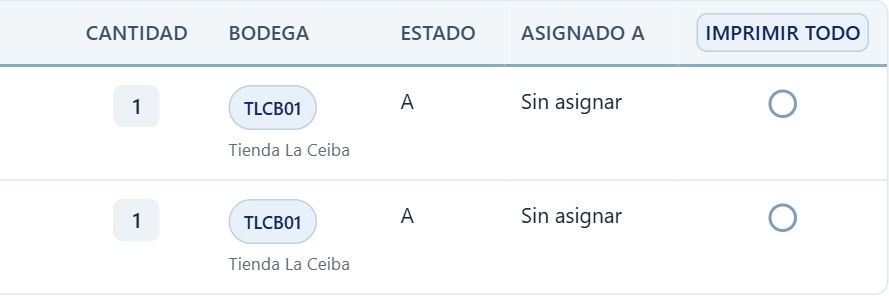 CANTIDAD BODEGA ESTADO ASIGNADO A IMPRIMIR TODO
1 TLCB01 A Sin asignar
Tienda La Ceiba
1 TLCB01 A Sin asignar
Tienda La Ceiba